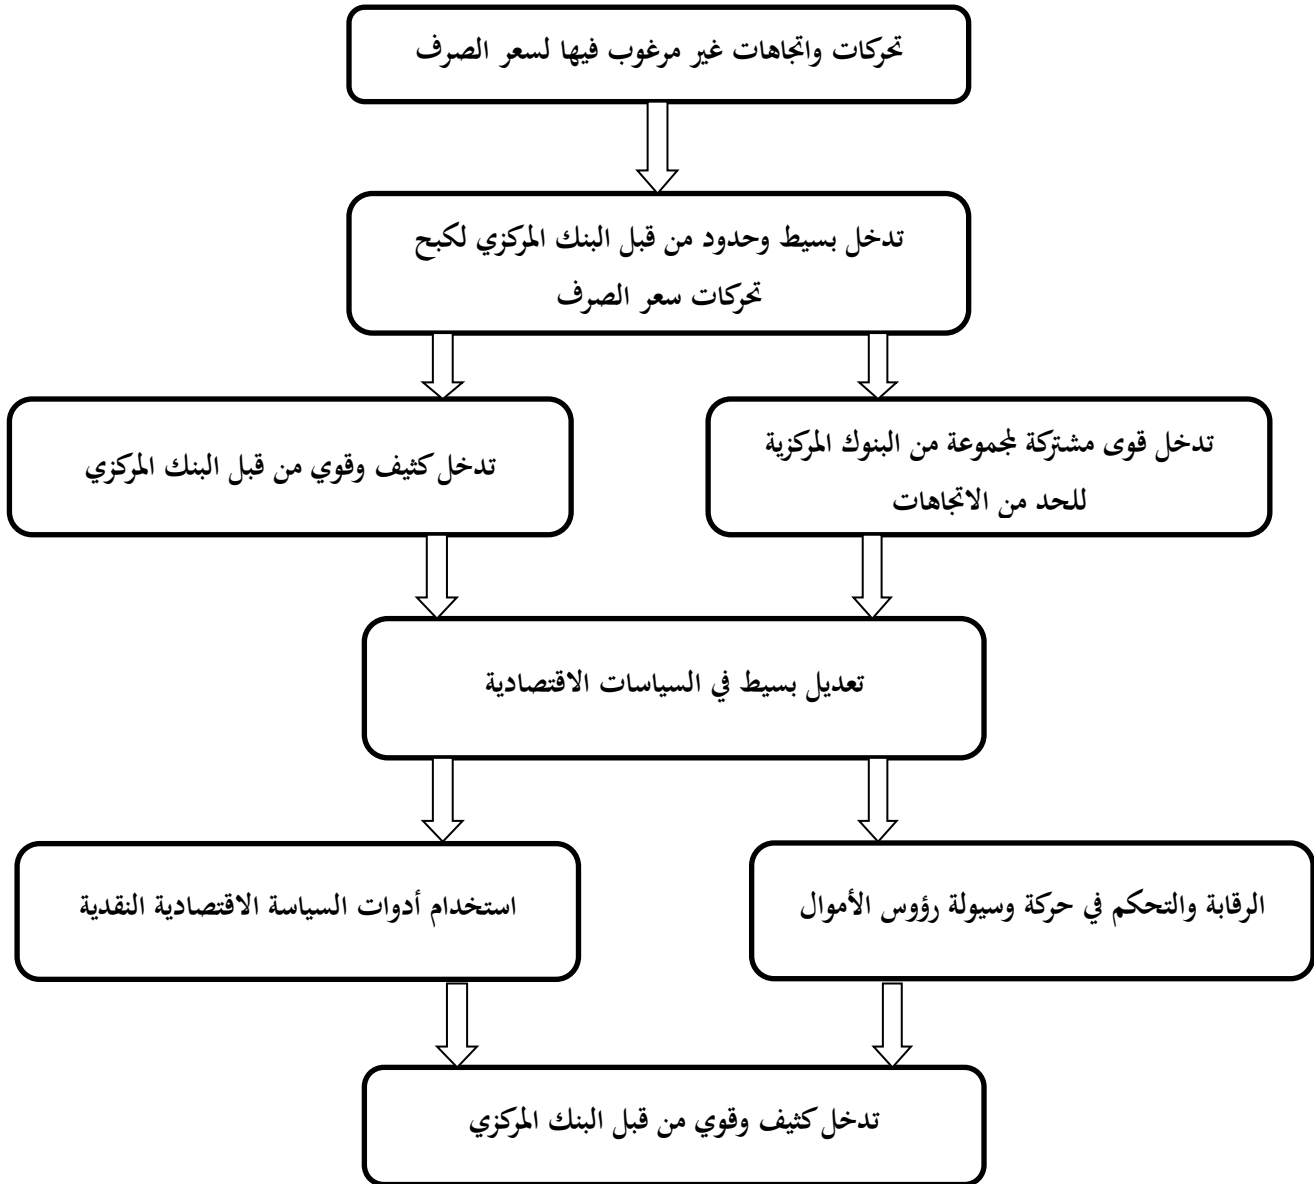 تحركات واتجاهات غير مرغوب فيها لسعر الصرف
تدخل بسيط وحدود من قبل البنك المركزي لكبح
تحركات سعر الصرف
تدخل قوى مشتركة لمجموعة من البنوك المركزية
للحد من الاتجاهات
تدخل كثيف وقوي من قبل البنك المركزي
تعديل بسيط في السياسات الاقتصادية
الرقابة والتحكم في حركة وسيولة رؤوس الأموال
استخدام أدوات السياسة الاقتصادية النقدية
تدخل كثيف وقوي من قبل البنك المركزي